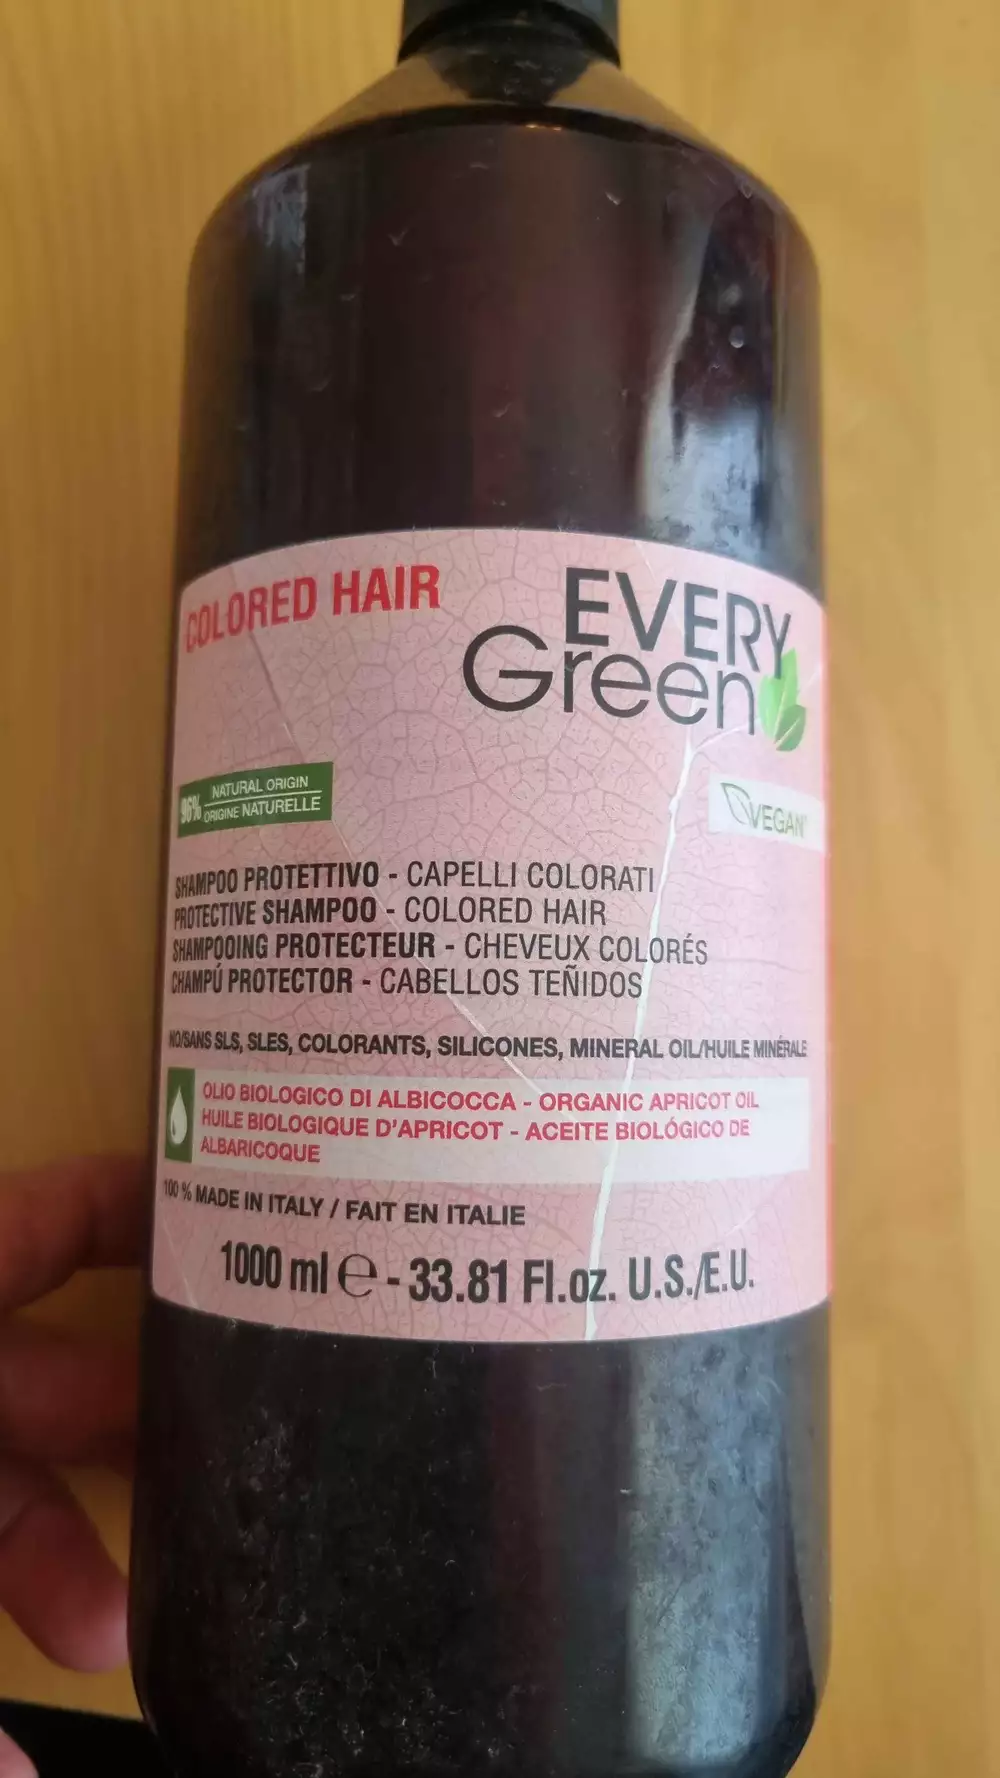 COLORED HAIR
EVERY
Green
96% NATURAL ORIGIN
ORIGINE NATURELLE
VEGAN
SHAMPOO PROTETTIVO - CAPELLI COLORATI
PROTECTIVE SHAMPOO - COLORED HAIR
SHAMPOOING PROTECTEUR - CHEVEUX COLORÉS
CHAMPÚ PROTECTOR - CABELLOS TEÑIDOS
NO/SANS SLS, SLES, COLORANTS, SILICONES, MINERAL OIL/HUILE MINÉRALE
OLIO BIOLOGICO DI ALBICOCCA - ORGANIC APRICOT OIL
HUILE BIOLOGIQUE D'APRICOT - ACEITE BIOLÓGICO DE
ALBARICOQUE
100 % MADE IN ITALY / FAIT EN ITALIE
1000 ml ℮ - 33.81 Fl.oz. U.S./E.U.